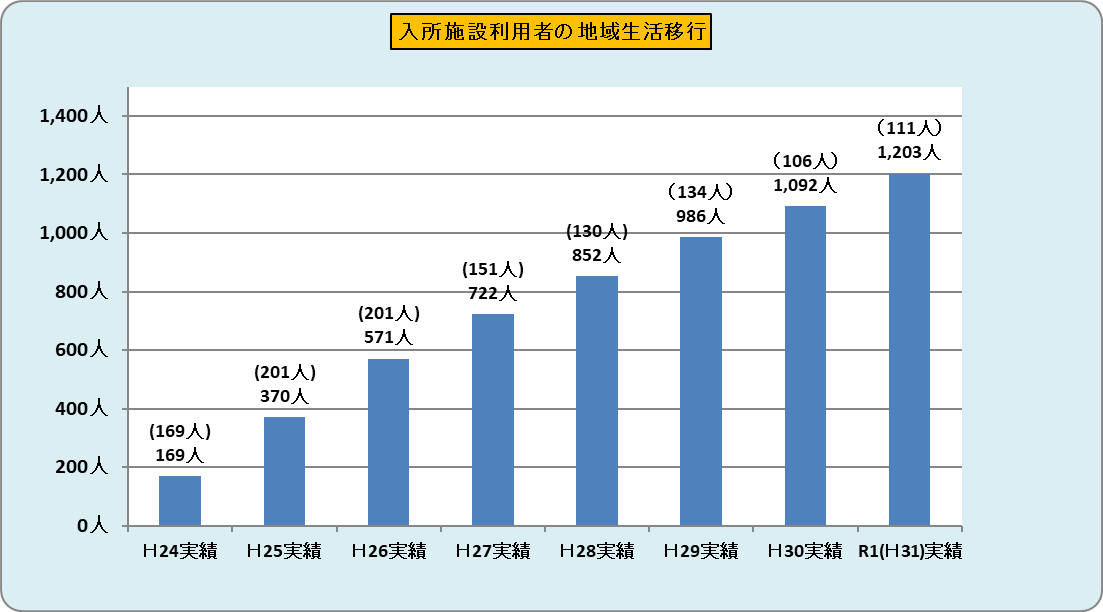 入所施設利用者の地域生活移行
1,400人
1,200人
1,000人
800人
600人
400人
200人
0人
(169人)
169人
(201人)
370人
(201人)
571人
(151人)
722人
(130人)
852人
（134人）
986人
（106人）
1,092人
（111人）
1,203人
Ｈ24実績
Ｈ25実績
Ｈ26実績
Ｈ27実績
Ｈ28実績
Ｈ29実績
Ｈ30実績
R1(Ｈ31)実績